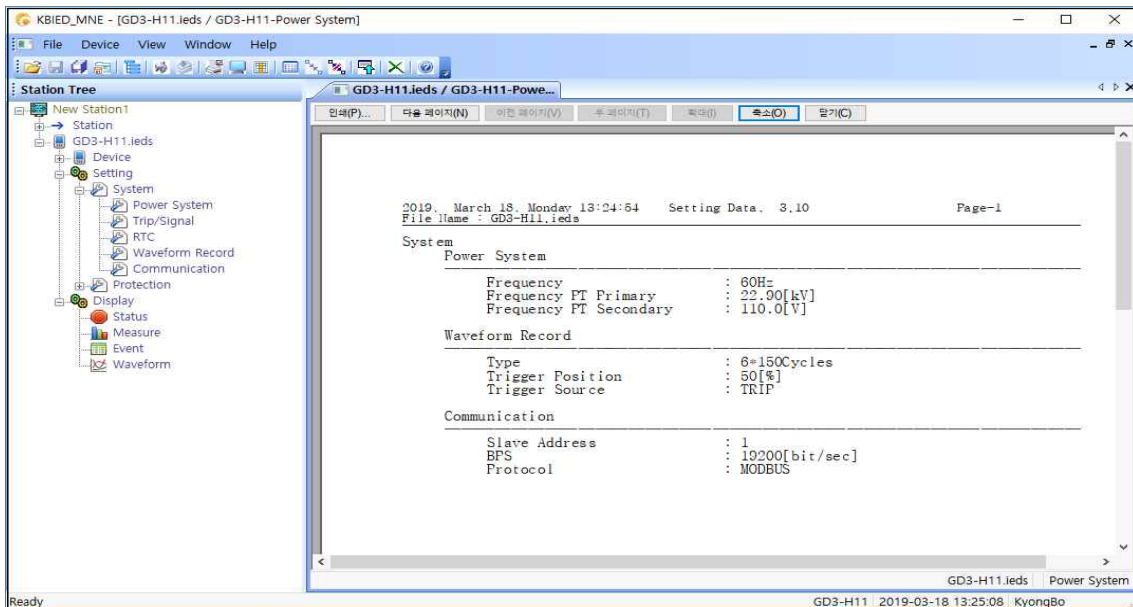 KBIED_MNE - [GD3-H11.ieds / GD3-H11-Power System]
File Device View Window Help
Station Tree
GD3-H11.ieds / GD3-H11-Powe...
New Station1
Station
GD3-H11.ieds
Device
Setting
System
Power System
Trip/Signal
RTC
Waveform Record
Communication
Protection
Display
Status
Measure
Event
Waveform
인쇄(P)... 다음 페이지(N) 이전 페이지(V) 두 페이지(T) 확대(I) 축소(O) 닫기(C)
2019. March 18. Monday 13:24:54 Setting Data. 3.10 Page-1
File Name : GD3-H11.ieds
System
Power System
Frequency : 60Hz
Frequency PT Primary : 22.90[kV]
Frequency PT Secondary : 110.0[V]
Waveform Record
Type : 6*150Cycles
Trigger Position : 50[%]
Trigger Source : TRIP
Communication
Slave Address : 1
BPS : 19200[bit/sec]
Protocol : MODBUS
GD3-H11.ieds Power System
Ready GD3-H11 2019-03-18 13:25:08 KyongBo